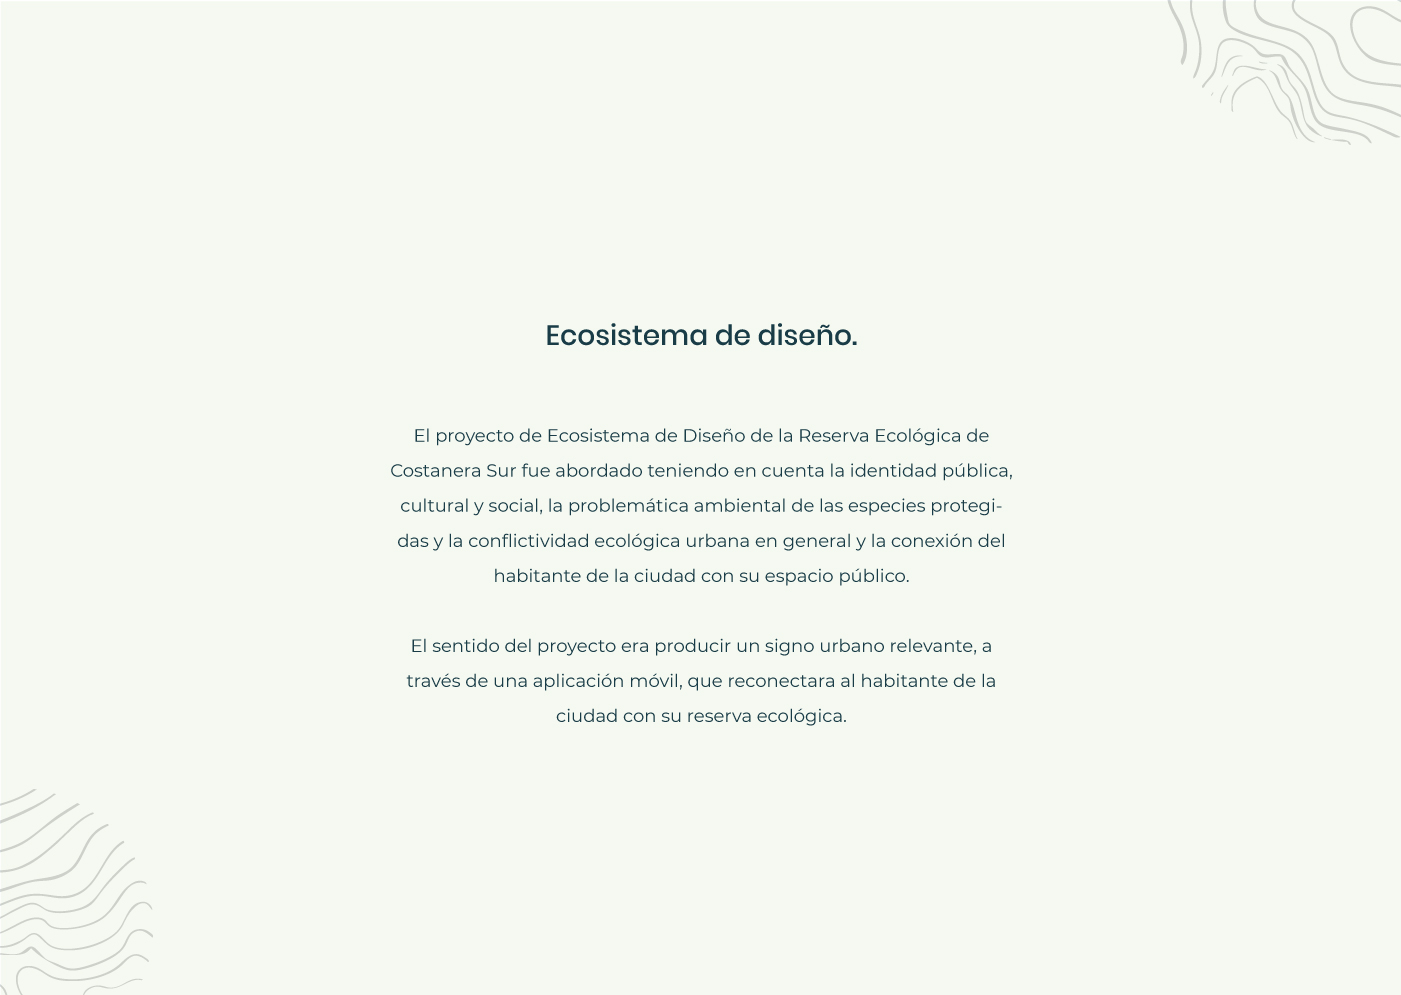 Ecosistema de diseño.
El proyecto de Ecosistema de Diseño de la Reserva Ecológica de
Costanera Sur fue abordado teniendo en cuenta la identidad pública,
cultural y social, la problemática ambiental de las especies protegi-
das y la conflictividad ecológica urbana en general y la conexión del
habitante de la ciudad con su espacio público.
El sentido del proyecto era producir un signo urbano relevante, a
través de una aplicación móvil, que reconectara al habitante de la
ciudad con su reserva ecológica.